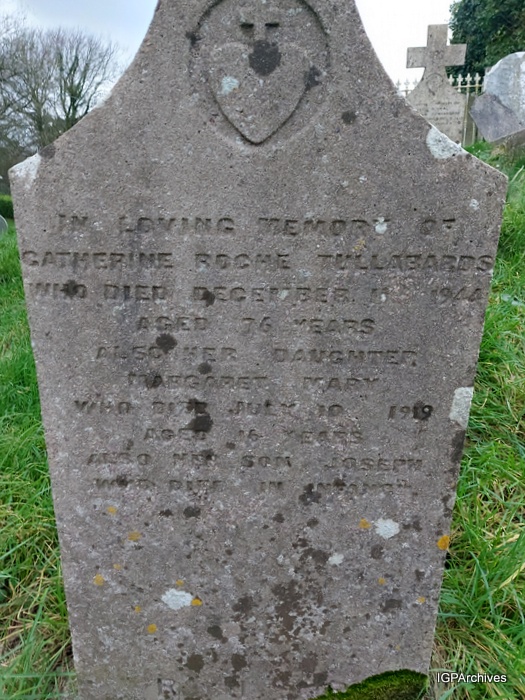 IN LOVING MEMORY OF
CATHERINE ROCHE TULLABARDS
WHO DIED DECEMBER 1944
AGED 76 YEARS
ALSO HER DAUGHTER
MARGARET MARY
WHO DIED JULY 10 1919
AGED 16 YEARS
ALSO HER SON JOSEPH
WHO DIED IN INFANCY
IGPArchives